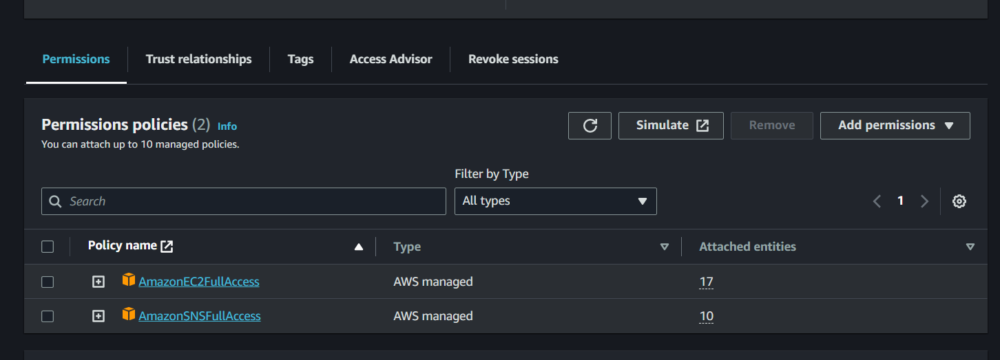 Permissions Trust relationships Tags Access Advisor Revoke sessions
Permissions policies (2) Info
You can attach up to 10 managed policies.
Simulate Remove Add permissions
Filter by Type
Search All types 1
Policy name Type Attached entities
AmazonEC2FullAccess AWS managed 17
AmazonSNSFullAccess AWS managed 10